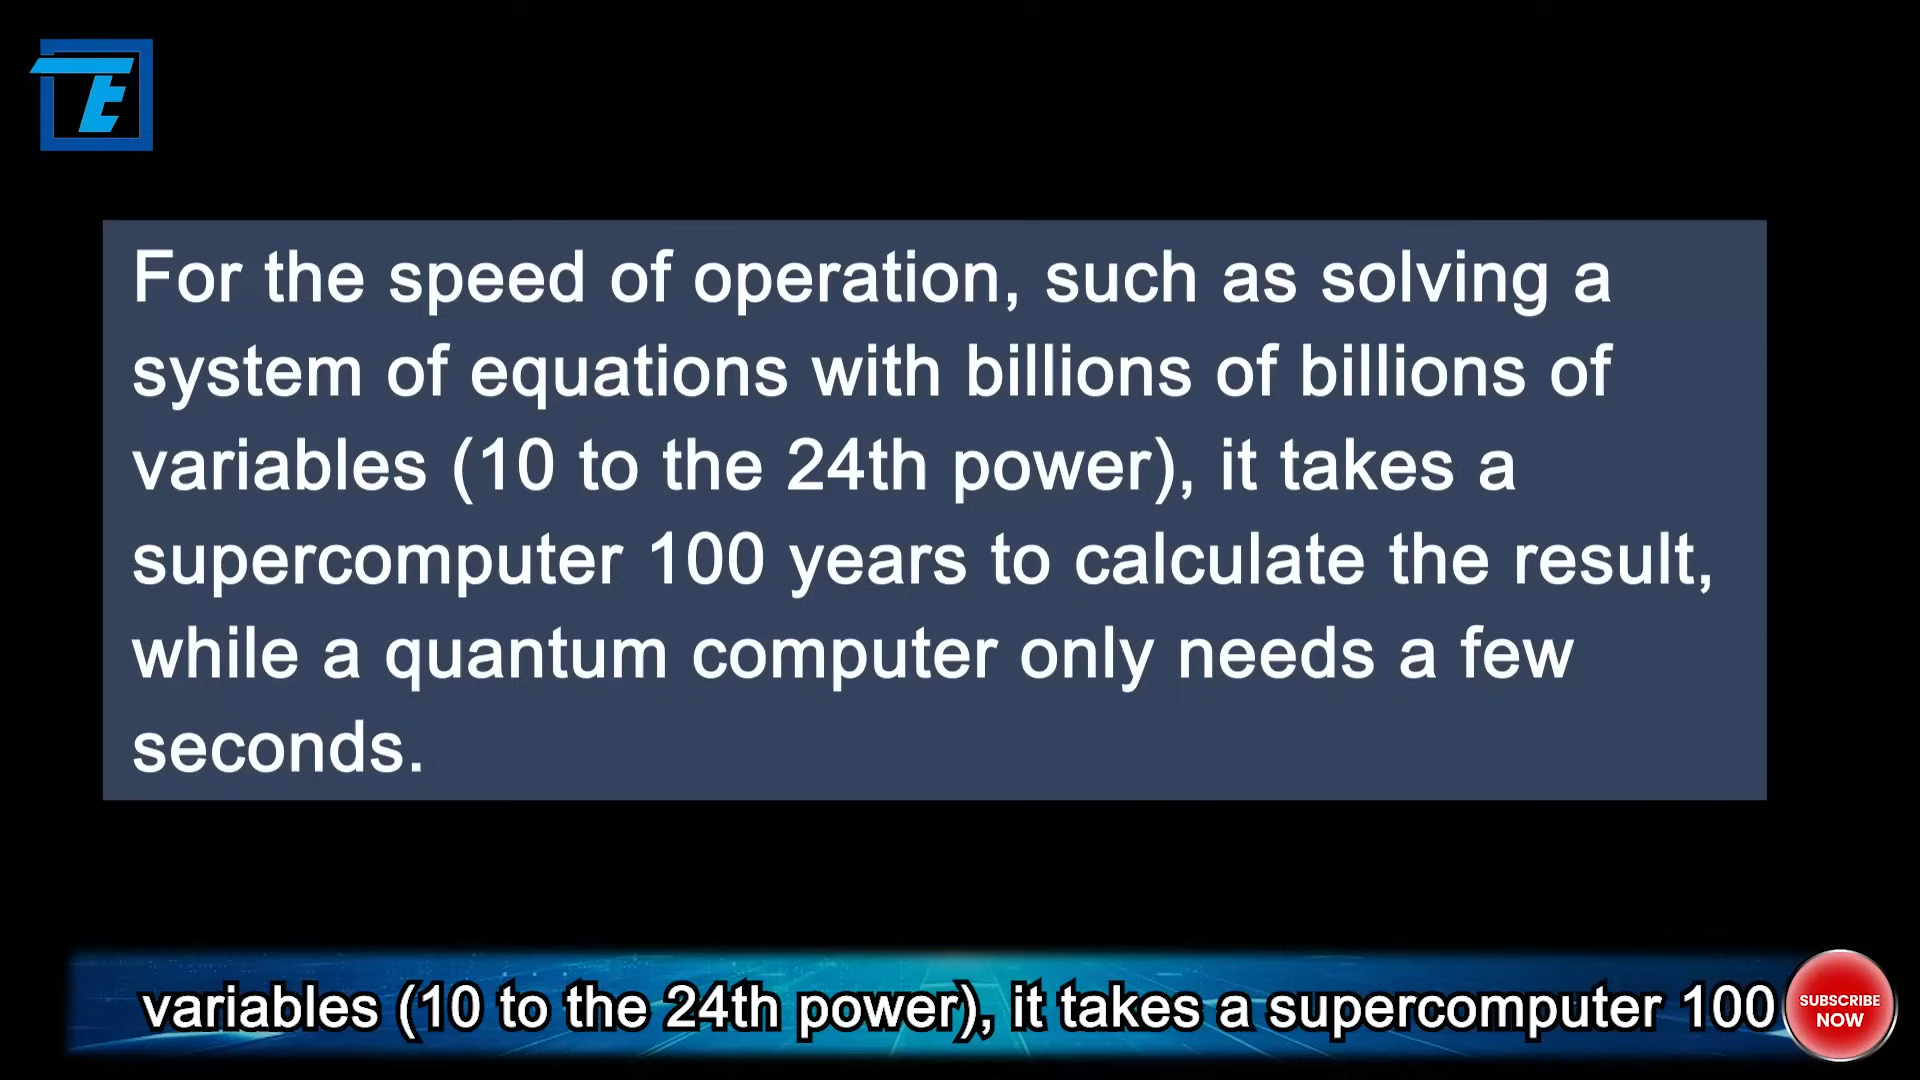 TE
For the speed of operation, such as solving a
system of equations with billions of billions of
variables (10 to the 24th power), it takes a
supercomputer 100 years to calculate the result,
while a quantum computer only needs a few
seconds.
variables (10 to the 24th power), it takes a supercomputer 100
SUBSCRIBE
NOW